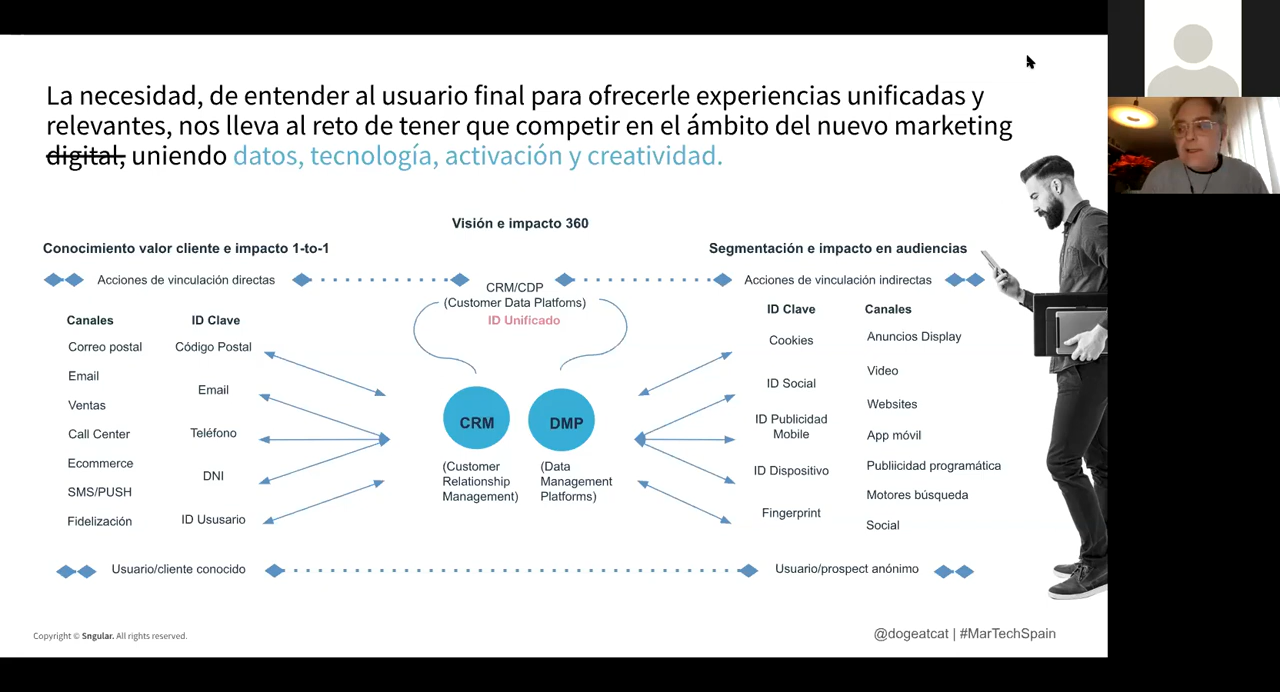 La necesidad, de entender al usuario final para ofrecerle experiencias unificadas y
relevantes, nos lleva al reto de tener que competir en el ámbito del nuevo marketing
digital, uniendo datos, tecnología, activación y creatividad.
Visión e impacto 360
Conocimiento valor cliente e impacto 1-to-1
Segmentación e impacto en audiencias
Acciones de vinculación directas
Acciones de vinculación indirectas
CRM/CDP
(Customer Data Platfoms)
ID Unificado
Canales
Correo postal
Email
Ventas
Call Center
Ecommerce
SMS/PUSH
Fidelización
ID Clave
Código Postal
Email
Teléfono
DNI
ID Ususario
CRM
(Customer
Relationship
Management)
DMP
(Data
Management
Platforms)
ID Clave
Cookies
ID Social
ID Publicidad
Mobile
ID Dispositivo
Fingerprint
Canales
Anuncios Display
Video
Websites
App móvil
Publiicidad programática
Motores búsqueda
Social
Usuario/cliente conocido
Usuario/prospect anónimo
Copyright © Sngular. All rights reserved.
@dogeatcat | #MarTechSpain